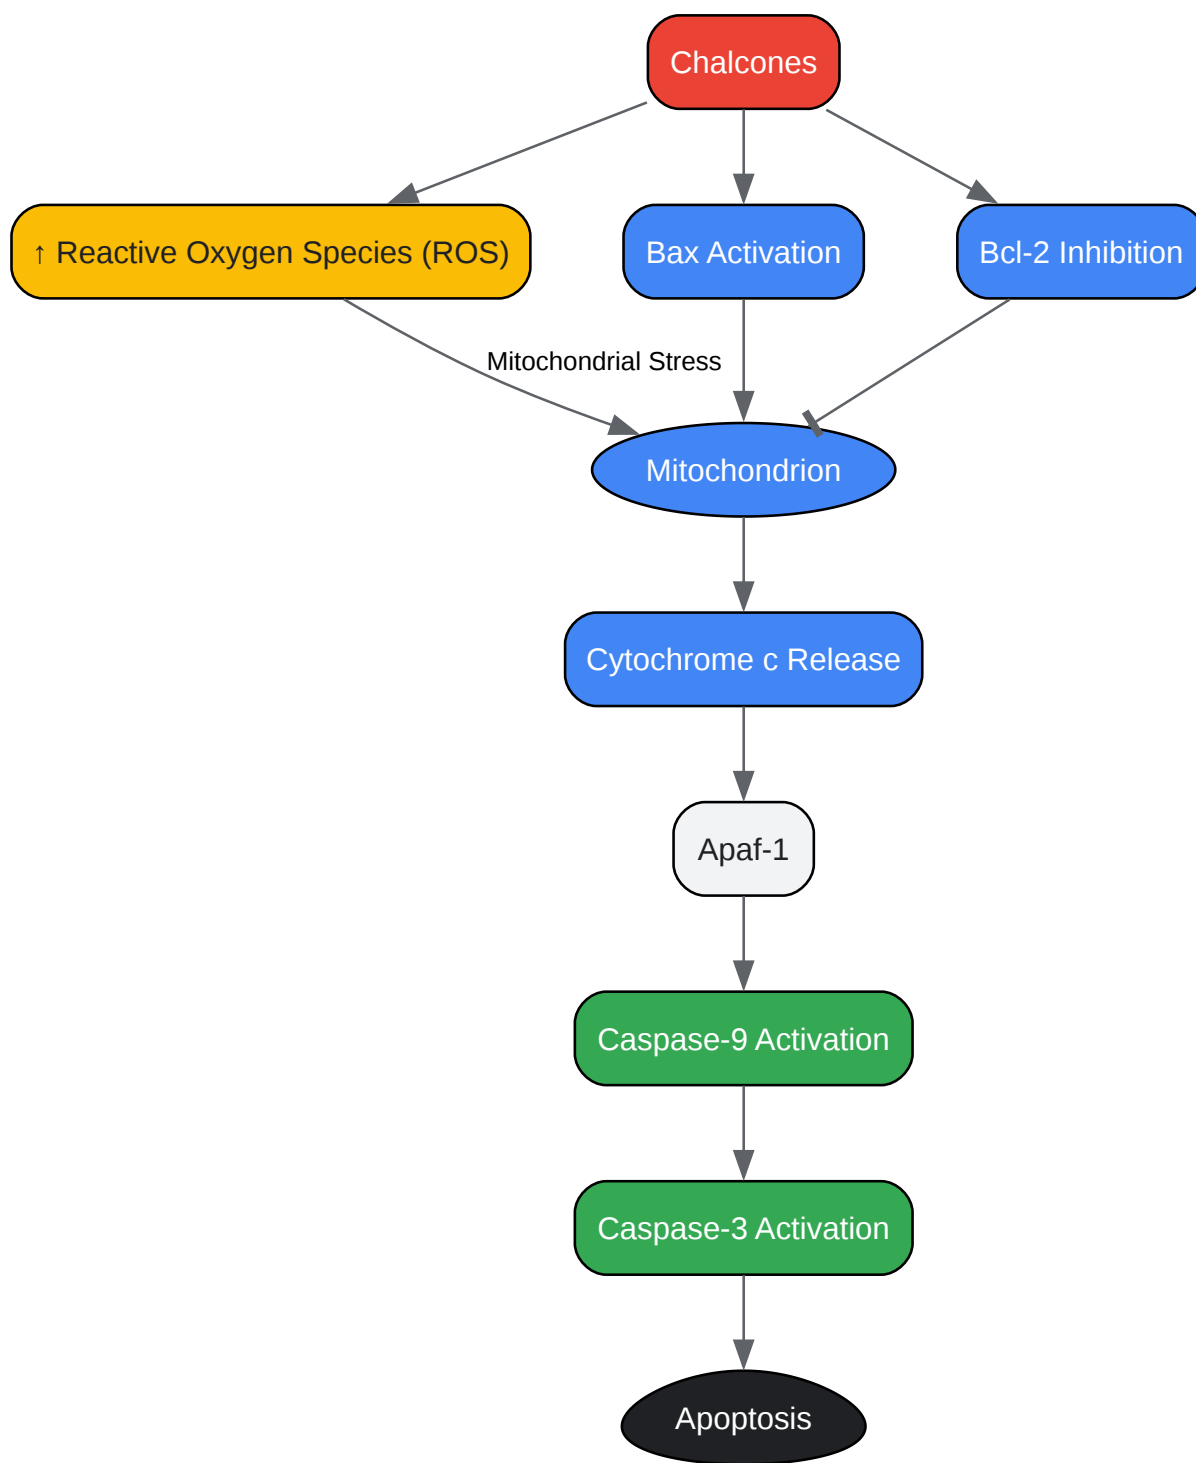 Chalcones
↑ Reactive Oxygen Species (ROS)
Bax Activation
Bcl-2 Inhibition
Mitochondrial Stress
Mitochondrion
Cytochrome c Release
Apaf-1
Caspase-9 Activation
Caspase-3 Activation
Apoptosis